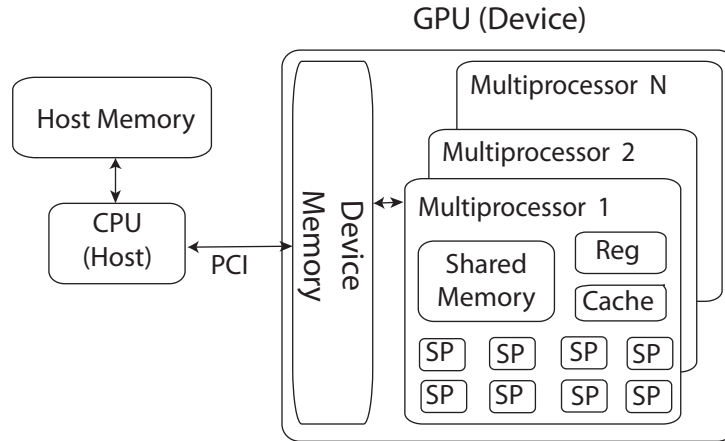 GPU (Device)
Host Memory
CPU
(Host)
PCI
Device
Memory
Multiprocessor N
Multiprocessor 2
Multiprocessor 1
Shared
Memory
Reg
Cache
SP SP SP SP
SP SP SP SP